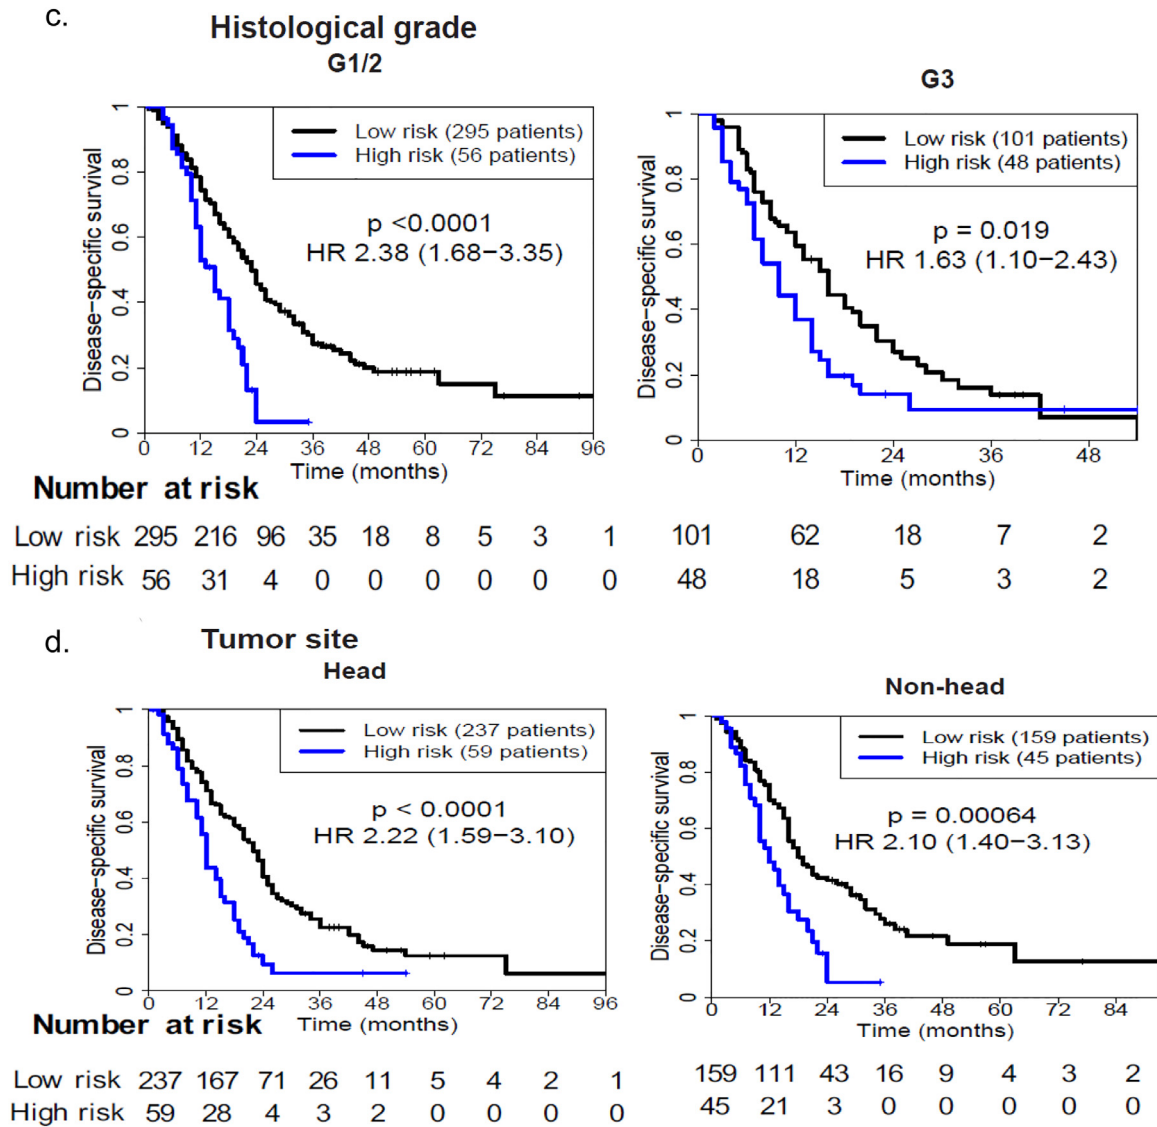 c.
Histological grade
G1/2
Disease−specific survival
1
0.8
0.6
0.4
0.2
0
Low risk (295 patients)
High risk (56 patients)
p <0.0001
HR 2.38 (1.68−3.35)
0 12 24 36 48 60 72 84 96
Time (months)
G3
Disease−specific survival
1
0.8
0.6
0.4
0.2
0
Low risk (101 patients)
High risk (48 patients)
p = 0.019
HR 1.63 (1.10−2.43)
0 12 24 36 48
Time (months)
Number at risk
Low risk 295 216 96 35 18 8 5 3 1
High risk 56 31 4 0 0 0 0 0 0
101 62 18 7 2
48 18 5 3 2
d.
Tumor site
Head
Disease−specific survival
1
0.8
0.6
0.4
0.2
0
Low risk (237 patients)
High risk (59 patients)
p < 0.0001
HR 2.22 (1.59−3.10)
0 12 24 36 48 60 72 84 96
Time (months)
Non-head
Disease−specific survival
1
0.8
0.6
0.4
0.2
0
Low risk (159 patients)
High risk (45 patients)
p = 0.00064
HR 2.10 (1.40−3.13)
0 12 24 36 48 60 72 84
Time (months)
Number at risk
Low risk 237 167 71 26 11 5 4 2 1
High risk 59 28 4 3 2 0 0 0 0
159 111 43 16 9 4 3 2
45 21 3 0 0 0 0 0